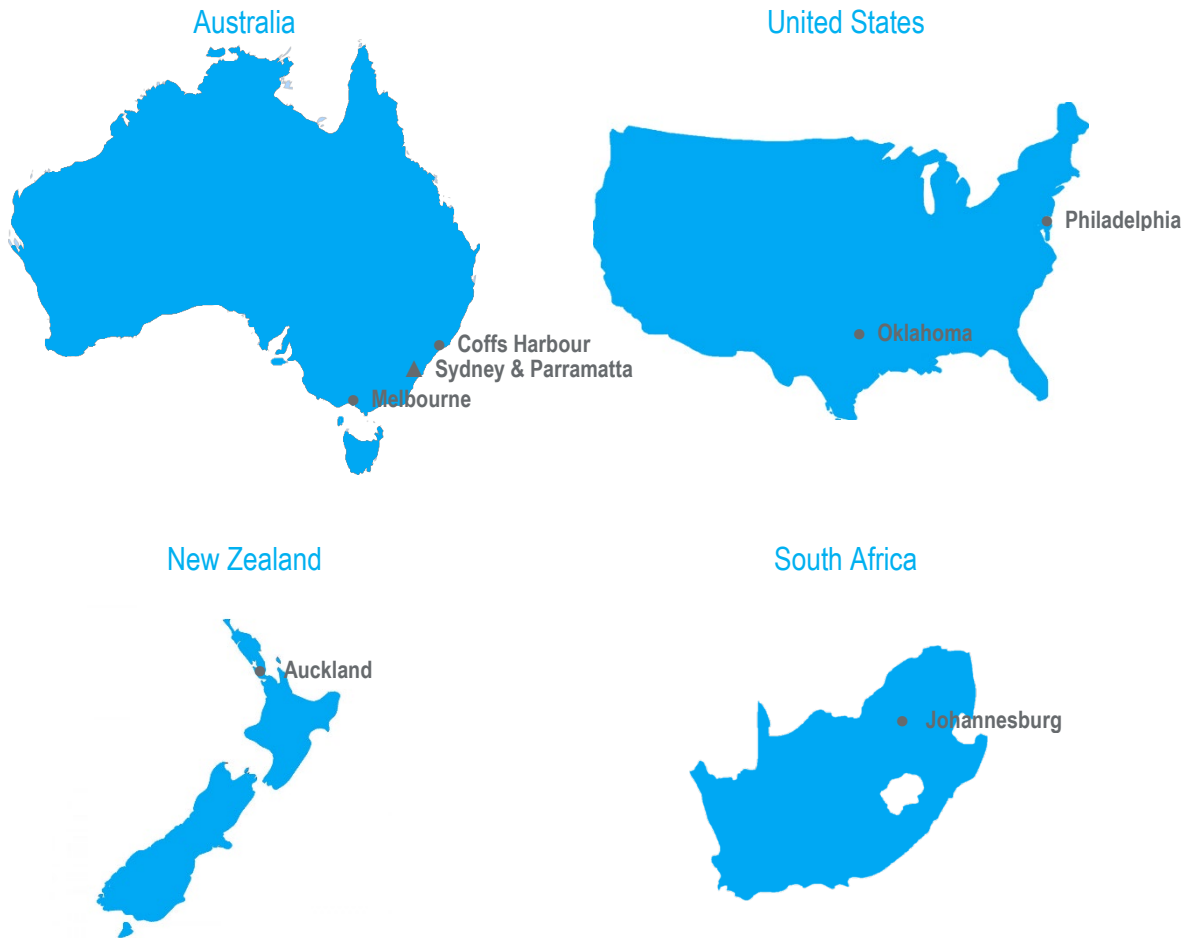 Australia
United States
Philadelphia
Oklahoma
Coffs Harbour
Sydney & Parramatta
Melbourne
New Zealand
South Africa
Auckland
Johannesburg